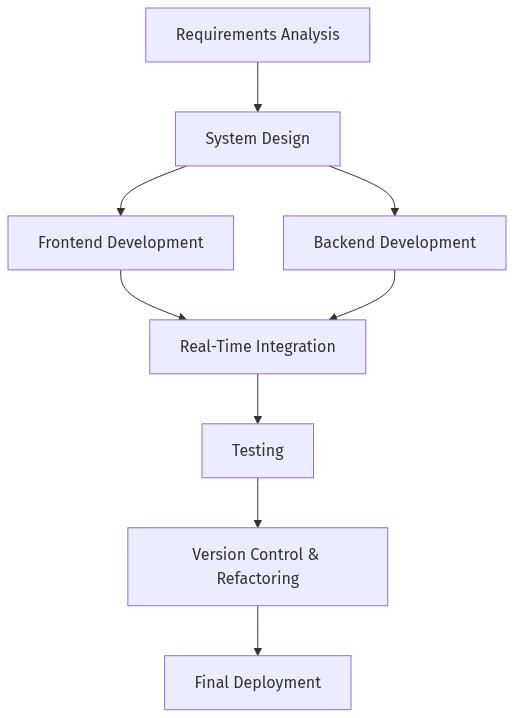 Requirements Analysis
System Design
Frontend Development
Backend Development
Real-Time Integration
Testing
Version Control &
Refactoring
Final Deployment